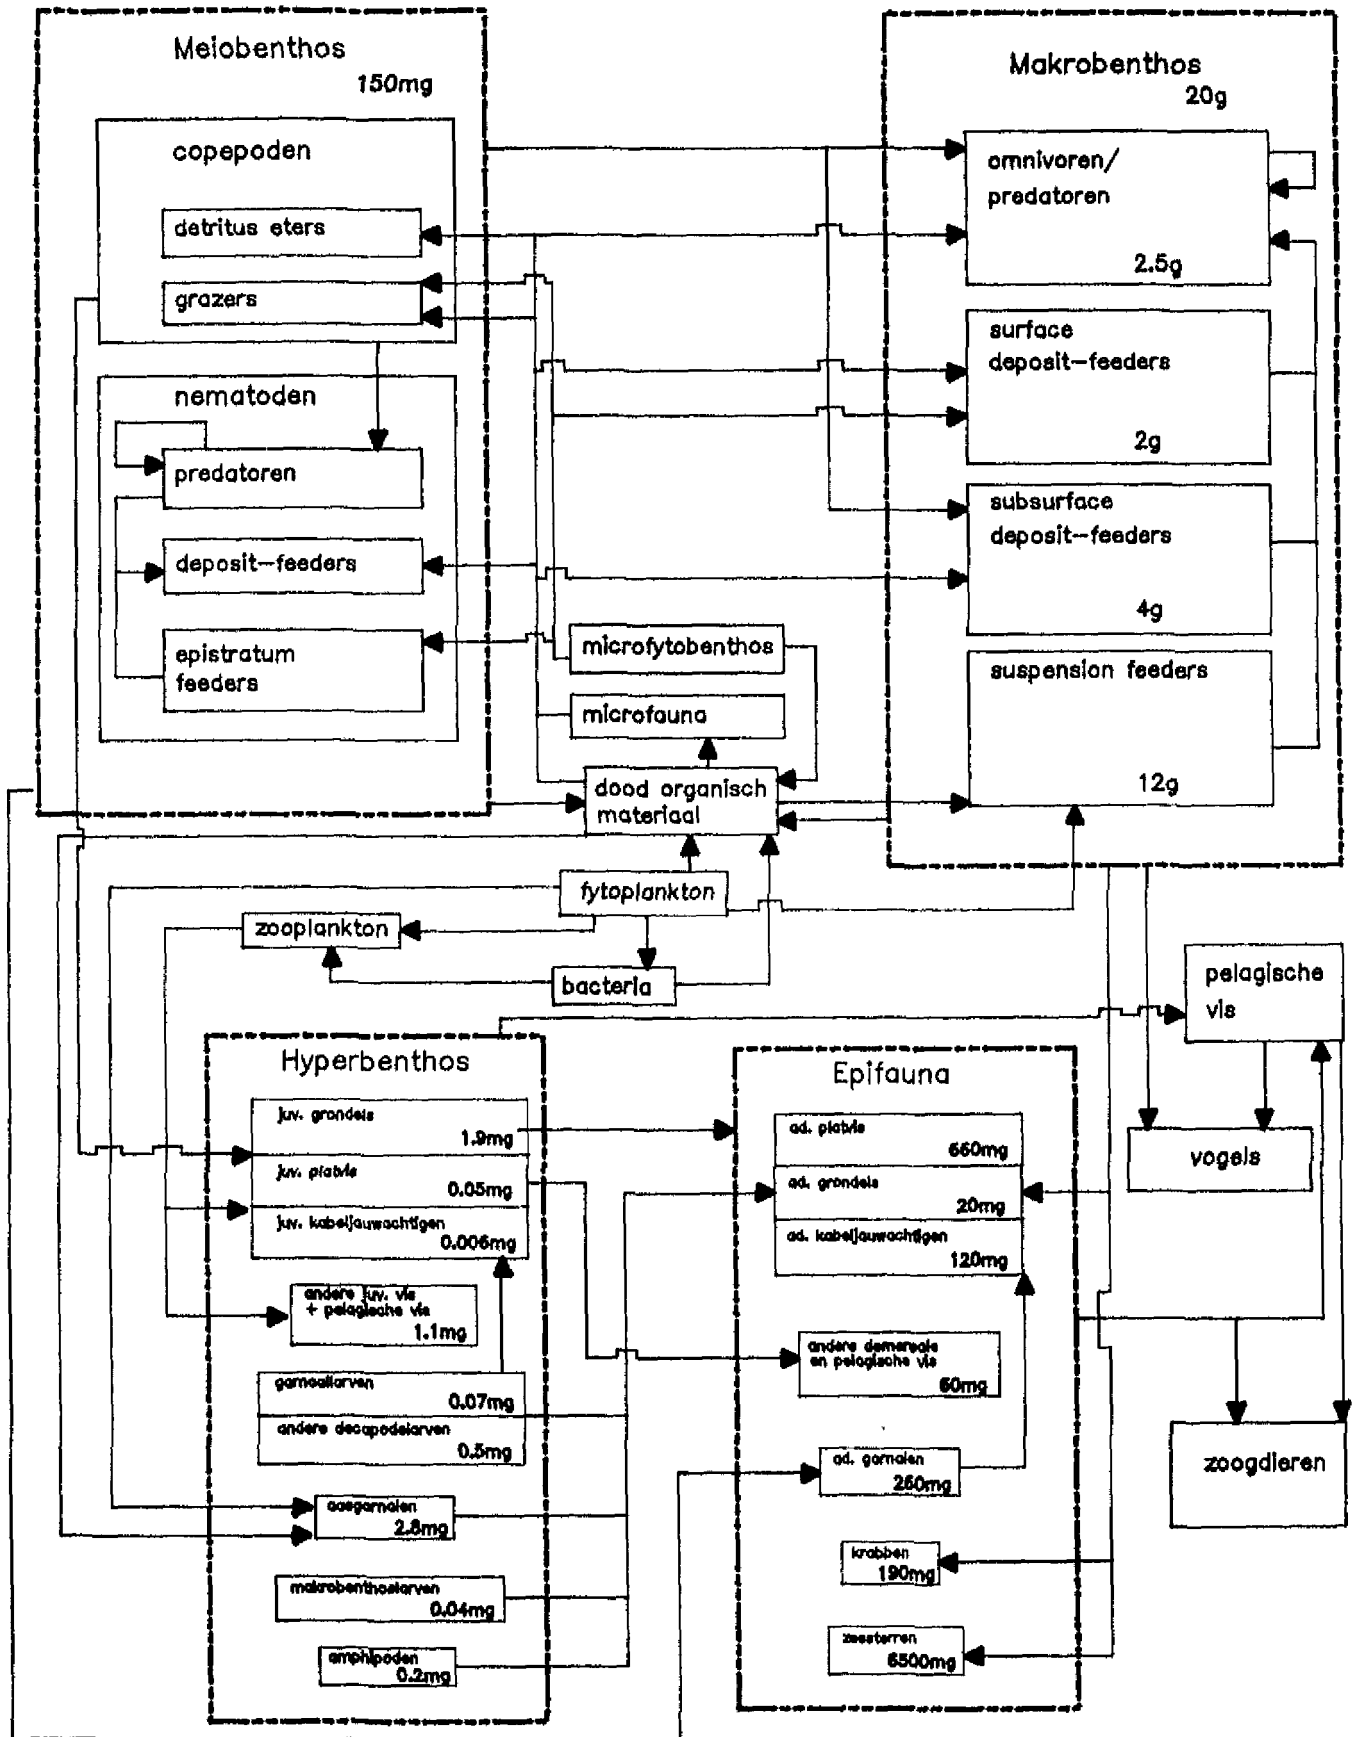 Meiobenthos
150mg
copepoden
detritus eters
grazers
nematoden
predatoren
deposit-feeders
epistratum
feeders
Makrobenthos
20g
omnivoren/
predatoren
2.5g
surface
deposit-feeders
2g
subsurface
deposit-feeders
4g
suspension feeders
12g
microfytobenthos
microfauna
dood organisch
materiaal
fytoplankton
zooplankton
bacteria
pelagische
vis
vogels
zoogdieren
Hyperbenthos
juv. grondels
1.9mg
juv. platvis
0.05mg
juv. kabeljauwachtigen
0.006mg
andere juv. vis
+ pelagische vis
1.1mg
garnaallarven
0.07mg
andere decapodelarven
0.5mg
aasgarnalen
2.8mg
makrobenthoslarven
0.04mg
amphipoden
0.2mg
Epifauna
ad. platvis
660mg
ad. grondels
20mg
ad. kabeljauwachtigen
120mg
andere demersale
en pelagische vis
60mg
ad. garnalen
260mg
krabben
190mg
zeesterren
6500mg